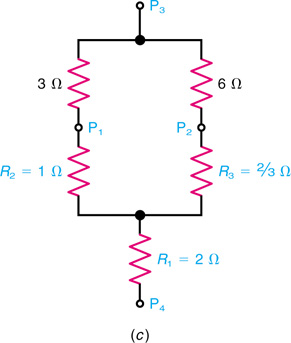 P₃
3 Ω 6 Ω
P₁ P₂
R₂ = 1 Ω R₃ = ⅔ Ω
R₁ = 2 Ω
P₄
(c)